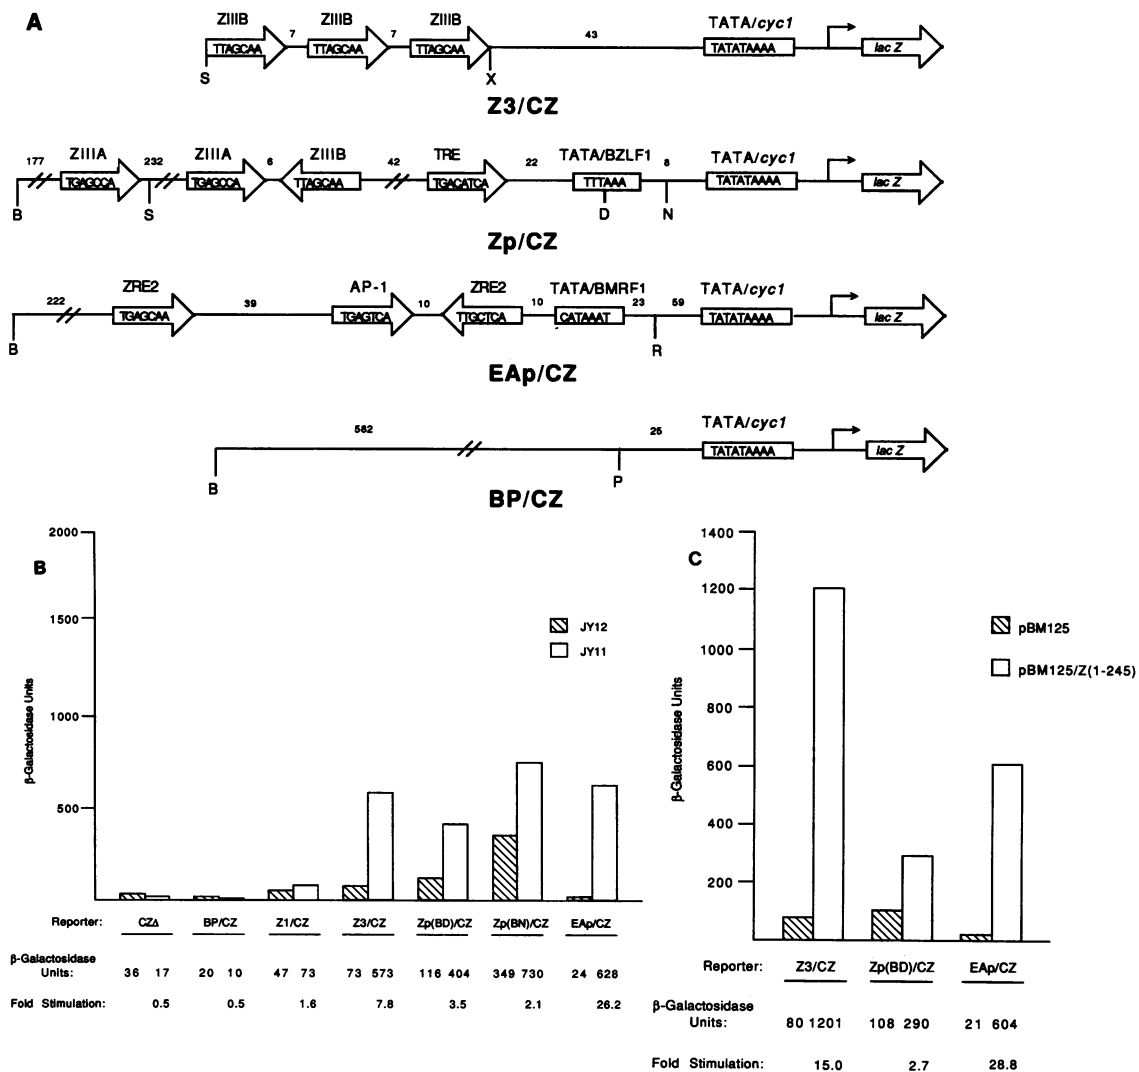 A
ZIIIB ZIIIB ZIIIB TATA/cyc1
7 7 43
TTAGCAA TTAGCAA TTAGCAA TATATAAAA lac Z
S X
Z3/CZ
ZIIIA ZIIIA ZIIIB TRE TATA/BZLF1 TATA/cyc1
177 232 6 42 22 8
TGAGCCA TGAGCCA TTAGCAA TGACATCA TTTAAA TATATAAAA lac Z
B S D N
Zp/CZ
ZRE2 AP-1 ZRE2 TATA/BMRF1 TATA/cyc1
222 39 10 10 23 59
TGAGCAA TGAGTCA TTGCTCA CATAAAT TATATAAAA lac Z
B R
EAp/CZ
TATA/cyc1
582 25
TATATAAAA lac Z
B P
BP/CZ
B
2000
1500
1000
500
β-Galactosidase Units
JY12
JY11
Reporter: CZΔ BP/CZ Z1/CZ Z3/CZ Zp(BD)/CZ Zp(BN)/CZ EAp/CZ
β-Galactosidase
Units: 36 17 20 10 47 73 73 573 116 404 349 730 24 628
Fold Stimulation: 0.5 0.5 1.6 7.8 3.5 2.1 26.2
C
1400
1200
1000
800
600
400
200
β-Galactosidase Units
pBM125
pBM125/Z(1-245)
Reporter: Z3/CZ Zp(BD)/CZ EAp/CZ
β-Galactosidase
Units: 80 1201 108 290 21 604
Fold Stimulation: 15.0 2.7 28.8